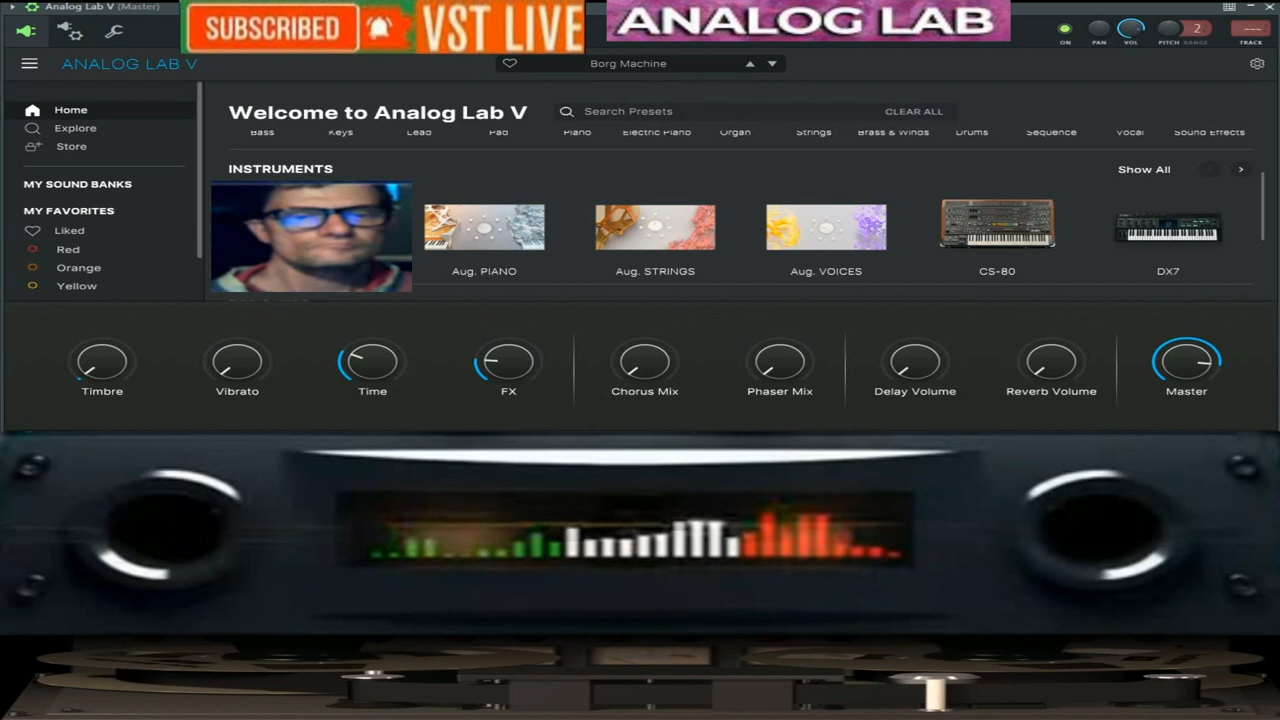 Analog Lab V (Master)
SUBSCRIBED
VST LIVE
ANALOG LAB
2
ON
PAN
VOL
PITCH RANGE
TRACK
ANALOG LAB V
Borg Machine
Home
Explore
Store
MY SOUND BANKS
MY FAVORITES
Liked
Red
Orange
Yellow
Welcome to Analog Lab V
Search Presets
CLEAR ALL
Bass Keys Lead Pad Piano Electric Piano Organ Strings Brass & Winds Drums Sequence Vocal Sound Effects
INSTRUMENTS
Show All
Aug. PIANO
Aug. STRINGS
Aug. VOICES
CS-80
DX7
Timbre
Vibrato
Time
FX
Chorus Mix
Phaser Mix
Delay Volume
Reverb Volume
Master